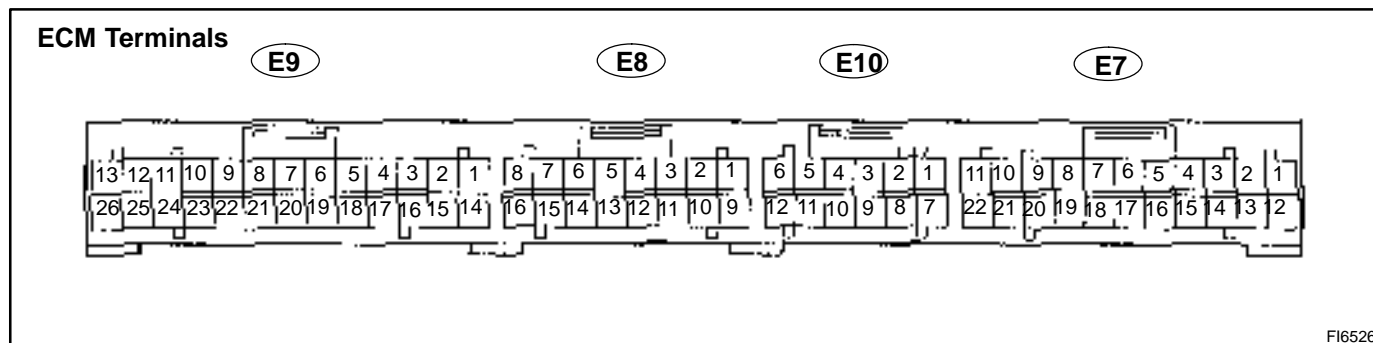 ECM Terminals
E9 E8 E10 E7
13 12 11 10 9 8 7 6 5 4 3 2 1 8 7 6 5 4 3 2 1 6 5 4 3 2 1 11 10 9 8 7 6 5 4 3 2 1
26 25 24 23 22 21 20 19 18 17 16 15 14 16 15 14 13 12 11 10 9 12 11 10 9 8 7 22 21 20 19 18 17 16 15 14 13 12
FI6526